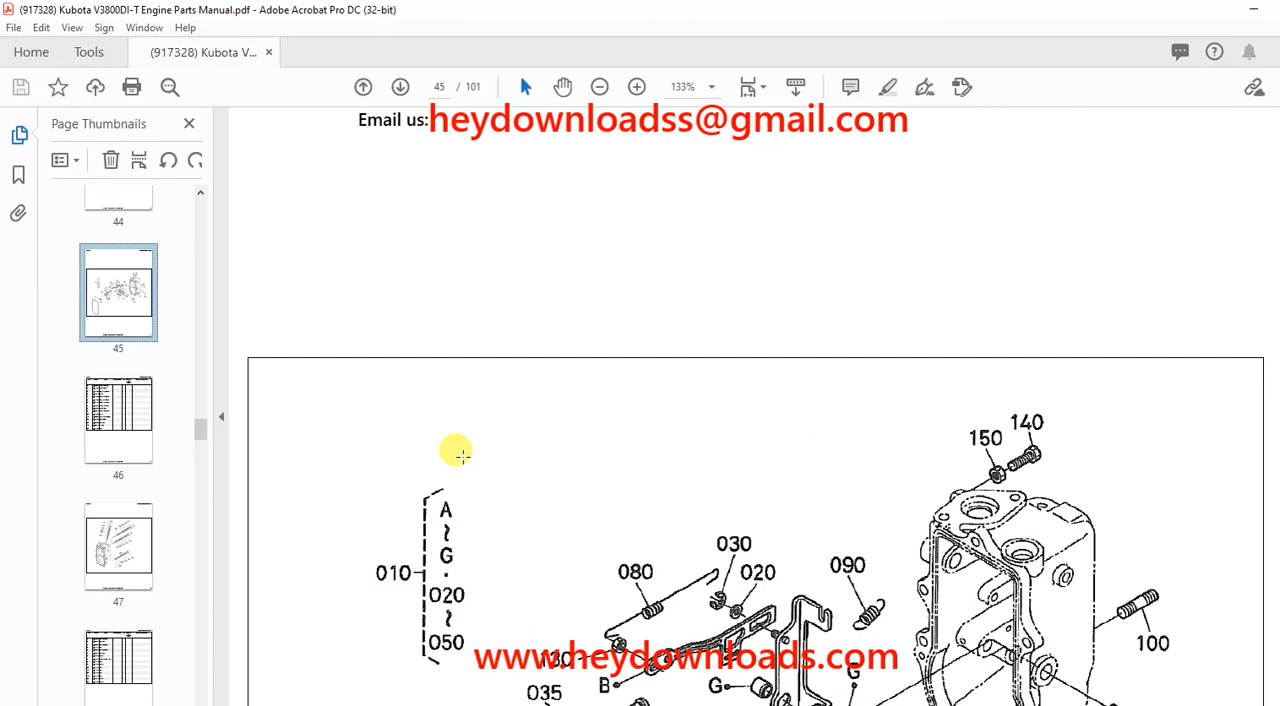 (917328) Kubota V3800DI-T Engine Parts Manual.pdf - Adobe Acrobat Pro DC (32-bit)
File Edit View Sign Window Help
Home Tools (917328) Kubota V... ×
45 / 101 133%
Email us:heydownloadss@gmail.com
Page Thumbnails
44
45
46
47
140
150
A
G
010
020
050
030
080
020
090
100
130
www.heydownloads.com
B
G
G
035